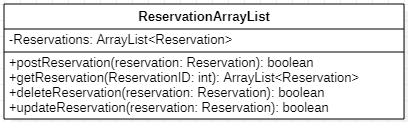 ReservationArrayList
-Reservations: ArrayList<Reservation>
+postReservation(reservation: Reservation): boolean
+getReservation(ReservationID: int): ArrayList<Reservation>
+deleteReservation(reservation: Reservation): boolean
+updateReservation(reservation: Reservation): boolean